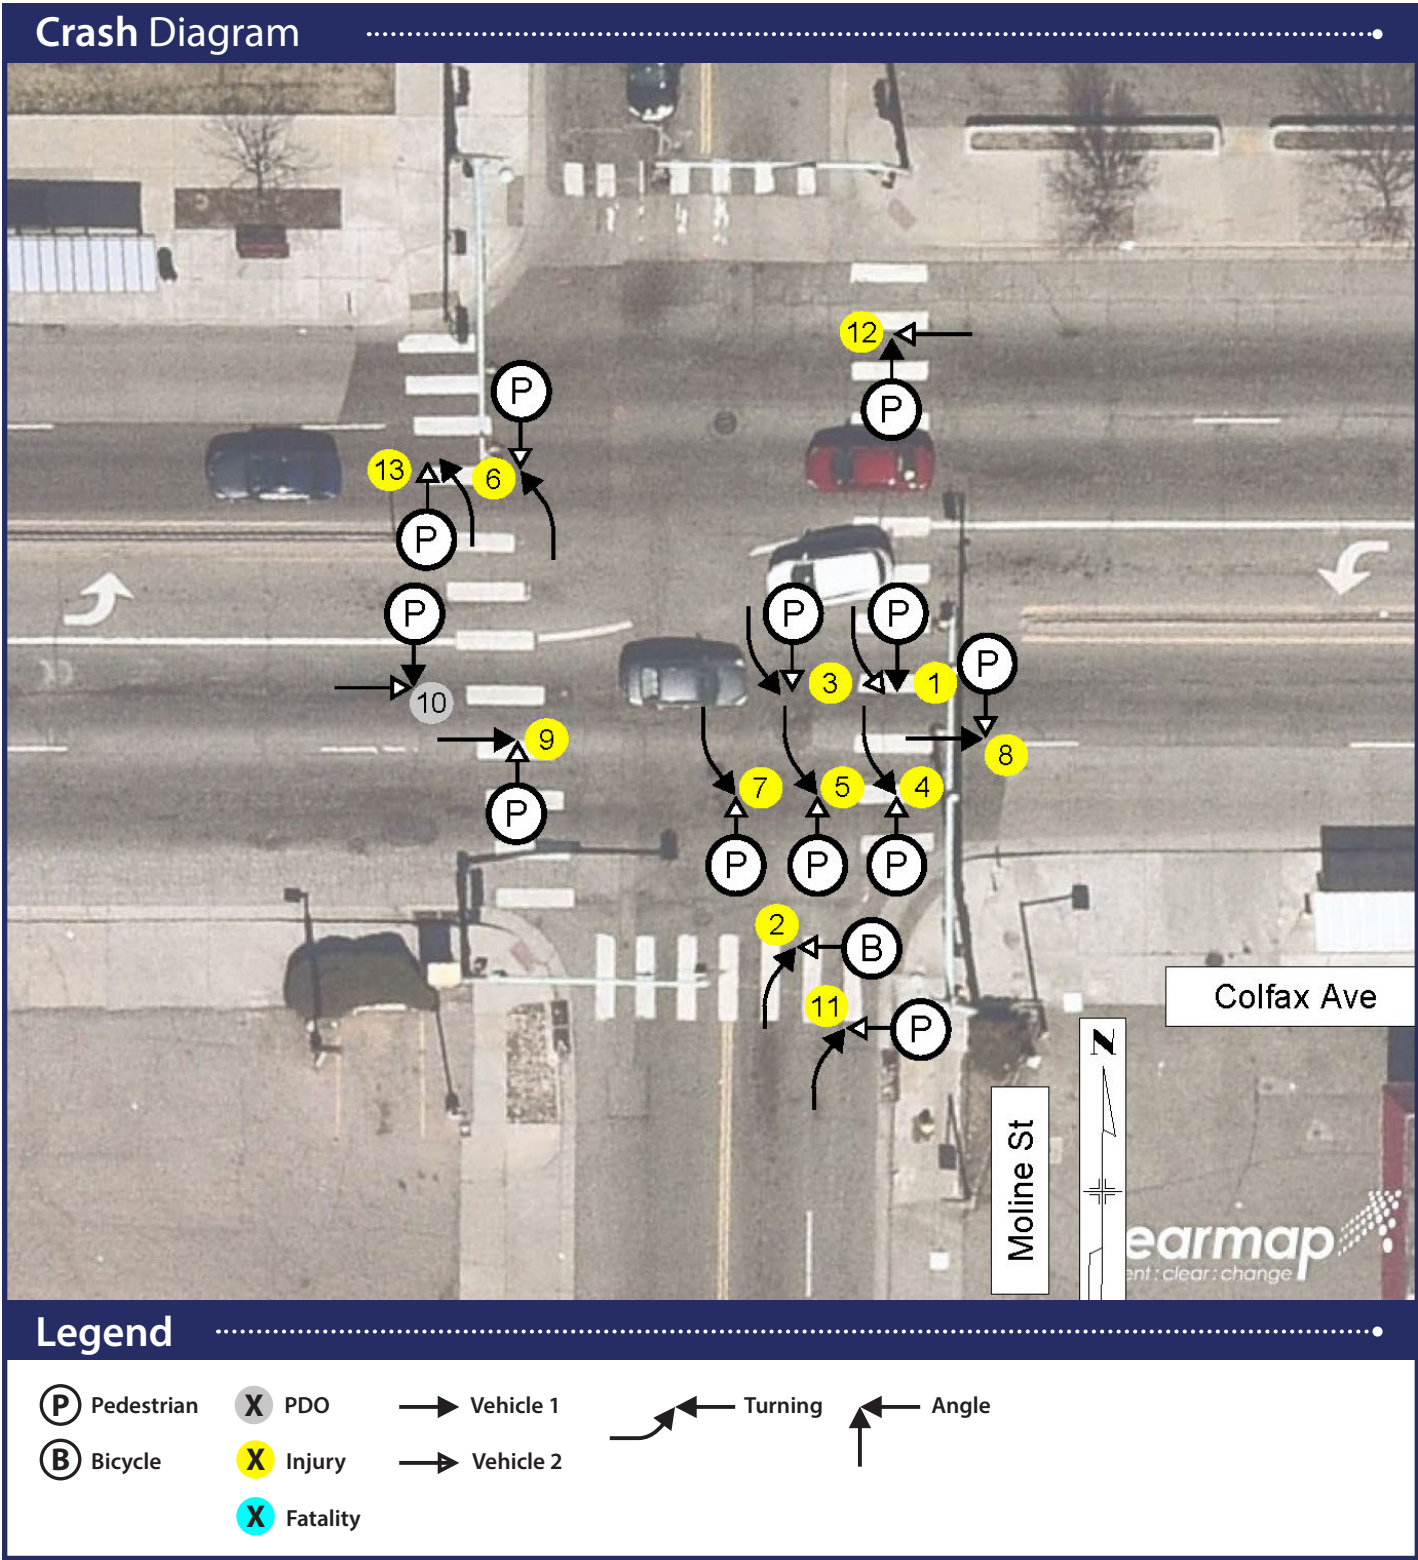 Crash Diagram
12
P
P
13
6
P
P
P
P
P
3
1
10
9
8
7
5
4
P
P
P
P
2
B
11
P
Colfax Ave
N
Moline St
earmap
ent : clear : change
Legend
P Pedestrian
X PDO
Vehicle 1
Turning
Angle
B Bicycle
X Injury
Vehicle 2
X Fatality